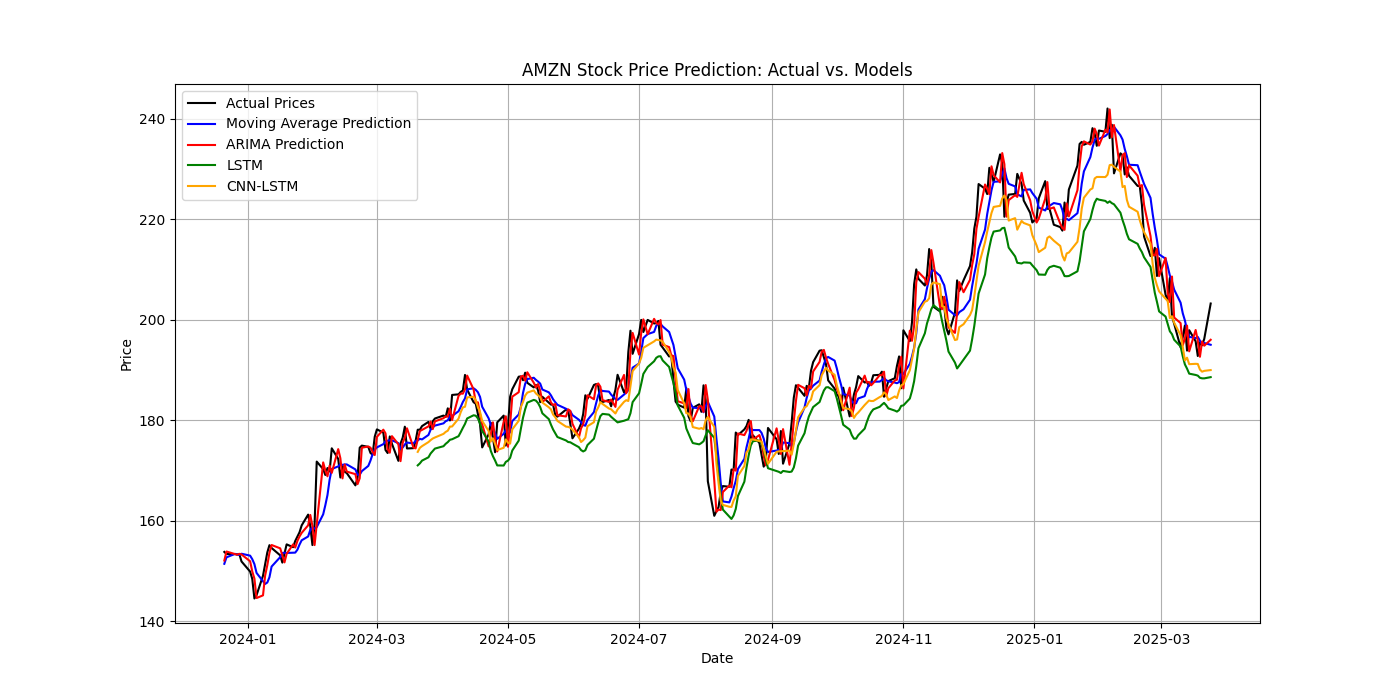 AMZN Stock Price Prediction: Actual vs. Models
Actual Prices
Moving Average Prediction
ARIMA Prediction
LSTM
CNN-LSTM
Price
240
220
200
180
160
140
2024-01
2024-03
2024-05
2024-07
2024-09
2024-11
2025-01
2025-03
Date